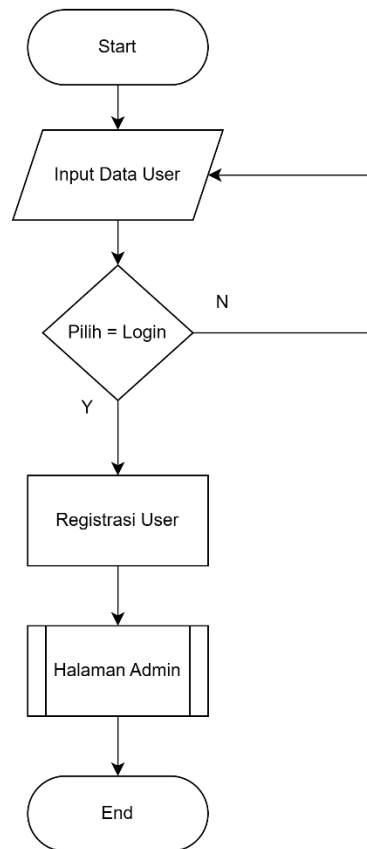 Start
Input Data User
Pilih = Login
N
Y
Registrasi User
Halaman Admin
End